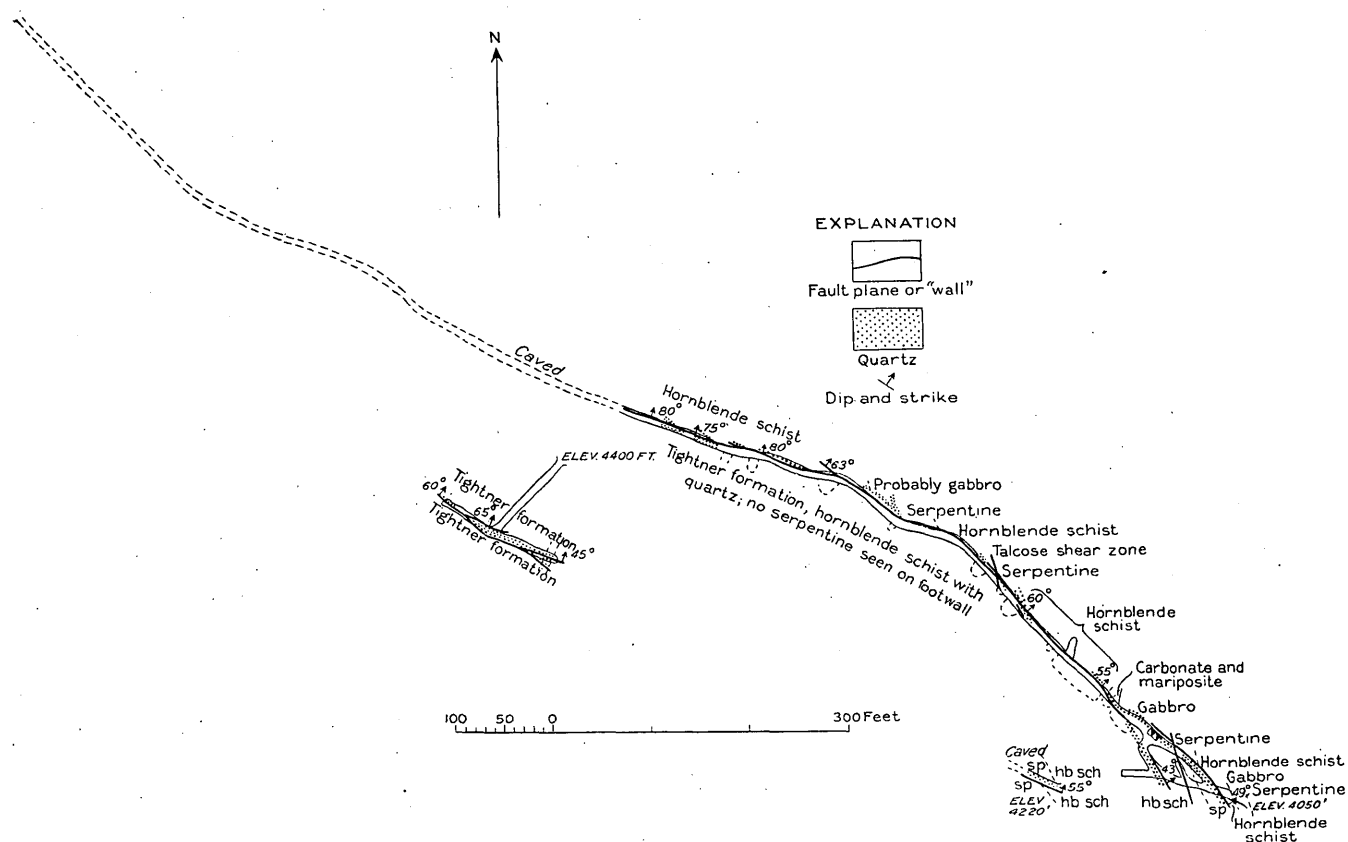 N
EXPLANATION
Fault plane or "wall"
Quartz
Dip and strike
Caved
Hornblende schist
80°
75°
80°
63°
Tightner formation, hornblende schist with
quartz; no serpentine seen on footwall
Probably gabbro
Serpentine
Hornblende schist
Talcose shear zone
Serpentine
60°
Hornblende
schist
55°
Carbonate and
mariposite
Gabbro
Serpentine
Hornblende schist
Gabbro
49°
Serpentine
ELEV. 4050'
Hornblende
schist
43°
hb sch
sp
ELEV. 4400 FT.
60°
Tightner formation
65°
45°
Tightner formation
100 50 0 300 Feet
Caved
sp
hb sch
sp
55°
ELEV
4220'
hb sch